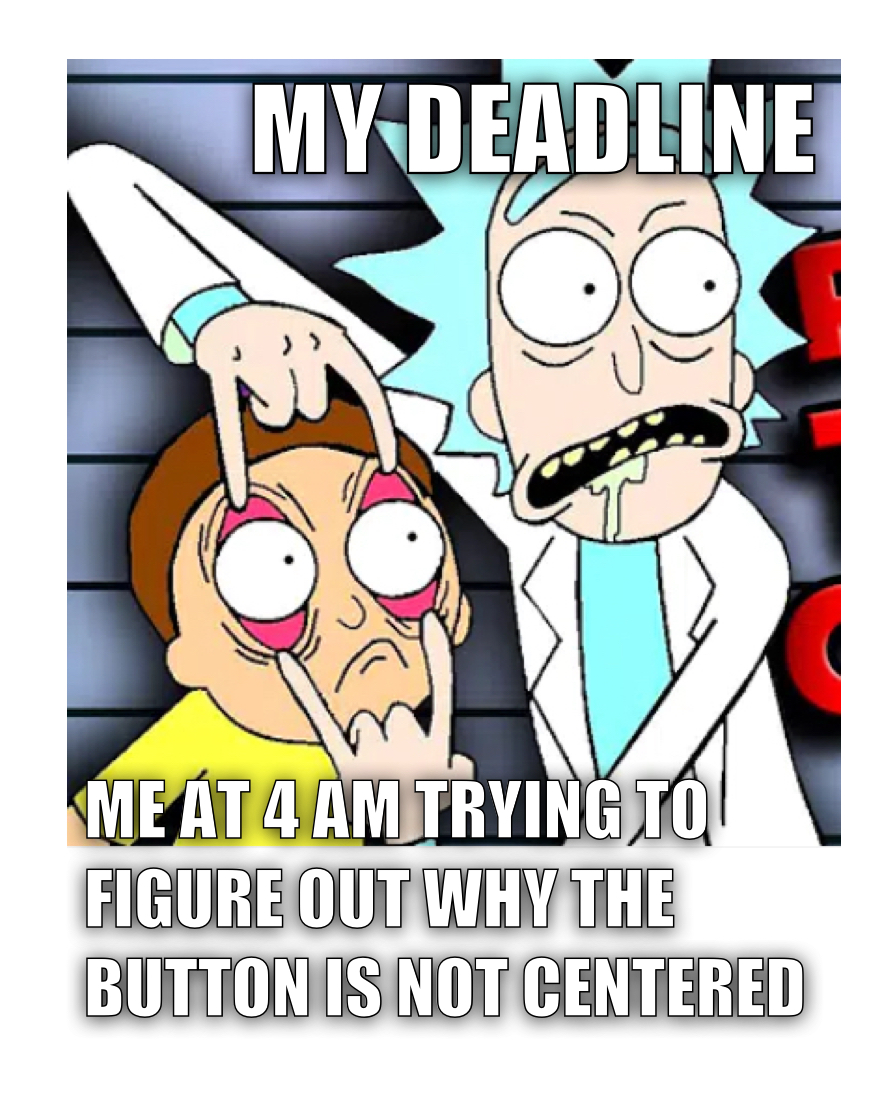 MY DEADLINE
ME AT 4 AM TRYING TO
FIGURE OUT WHY THE
BUTTON IS NOT CENTERED